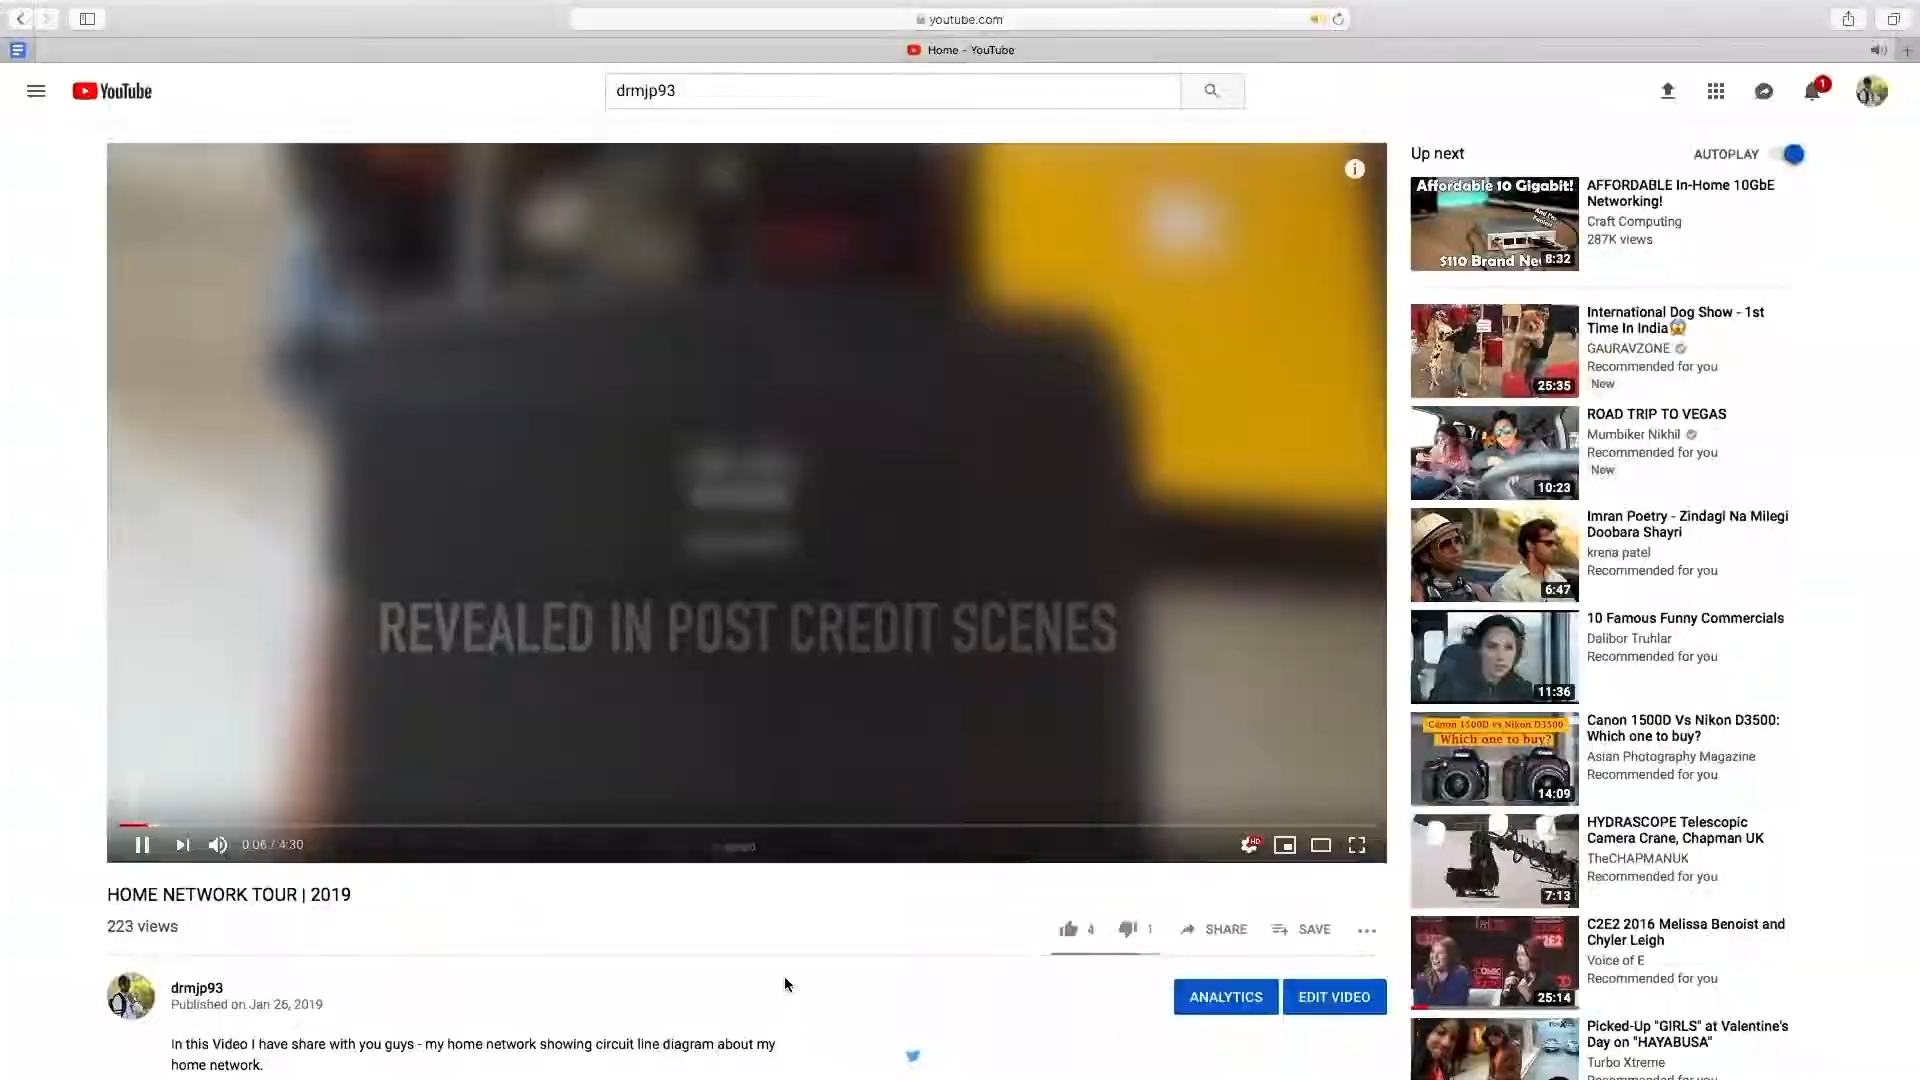 youtube.com
Home - YouTube
YouTube
drmjp93
1
REVEALED IN POST CREDIT SCENES
0:06 / 4:30
HD
HOME NETWORK TOUR | 2019
223 views
4
1
SHARE
SAVE
drmjp93
Published on Jan 26, 2019
ANALYTICS
EDIT VIDEO
In this Video I have share with you guys - my home network showing circuit line diagram about my
home network.
Up next
AUTOPLAY
Affordable 10 Gigabit!
$110 Brand Ne
8:32
AFFORDABLE In-Home 10GbE
Networking!
Craft Computing
287K views
25:35
International Dog Show - 1st
Time In India😱
GAURAVZONE
Recommended for you
New
10:23
ROAD TRIP TO VEGAS
Mumbiker Nikhil
Recommended for you
New
6:47
Imran Poetry - Zindagi Na Milegi
Doobara Shayri
krena patel
Recommended for you
11:36
10 Famous Funny Commercials
Dalibor Truhlar
Recommended for you
Canon 1500D vs Nikon D3500
Which one to buy?
14:09
Canon 1500D Vs Nikon D3500:
Which one to buy?
Asian Photography Magazine
Recommended for you
7:13
HYDRASCOPE Telescopic
Camera Crane, Chapman UK
TheCHAPMANUK
Recommended for you
25:14
C2E2 2016 Melissa Benoist and
Chyler Leigh
Voice of E
Recommended for you
Picked-Up "GIRLS" at Valentine's
Day on "HAYABUSA"
Turbo Xtreme
Recommended for you